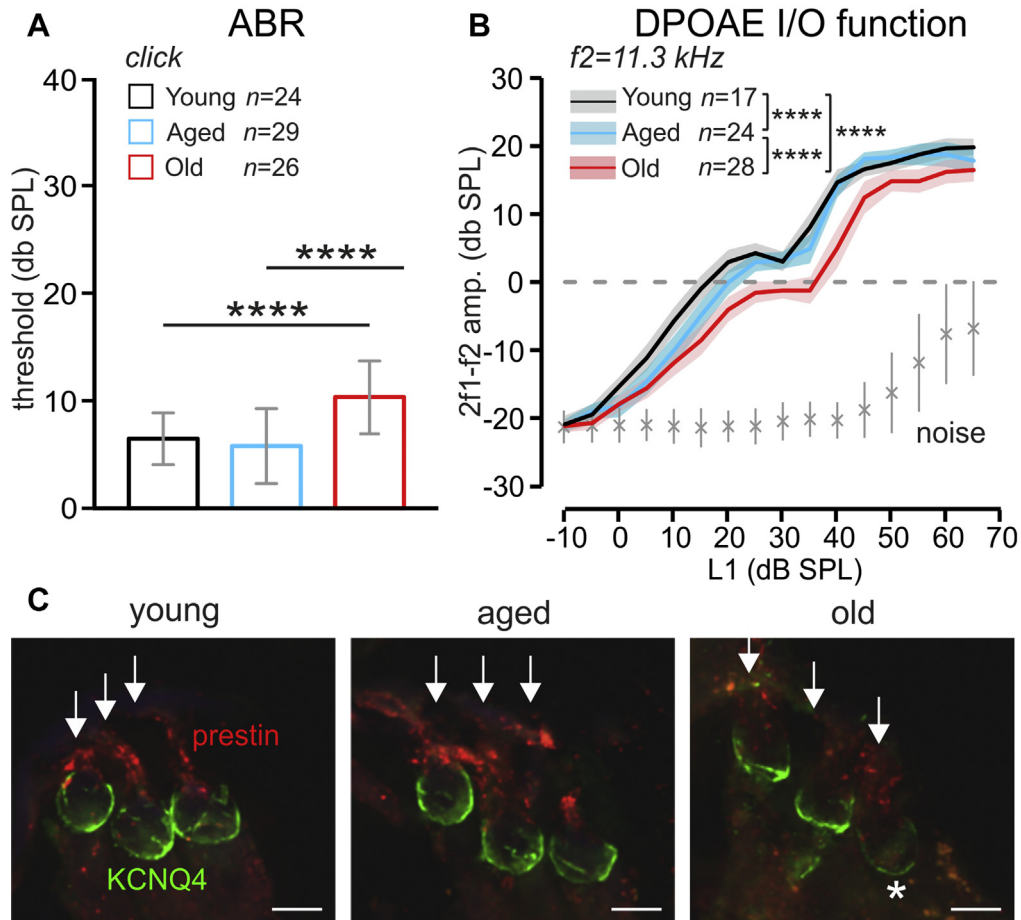 A
ABR
click
Young n=24
Aged n=29
Old n=26
threshold (db SPL)
40
30
20
10
0
****
****
B
DPOAE I/O function
f2=11.3 kHz
Young n=17
Aged n=24
Old n=28
****
****
****
2f1-f2 amp. (db SPL)
30
20
10
0
-10
-20
-30
noise
-10 0 10 20 30 40 50 60 70
L1 (dB SPL)
C
young
aged
old
prestin
KCNQ4
*